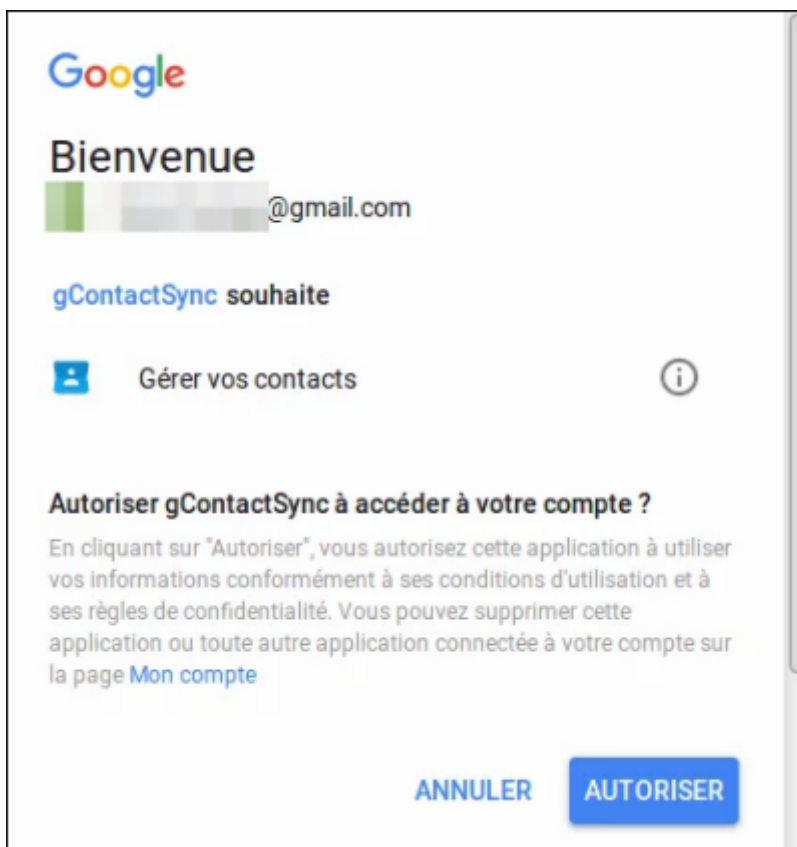 Google
Bienvenue
@gmail.com
gContactSync souhaite
Gérer vos contacts
Autoriser gContactSync à accéder à votre compte ?
En cliquant sur "Autoriser", vous autorisez cette application à utiliser
vos informations conformément à ses conditions d'utilisation et à
ses règles de confidentialité. Vous pouvez supprimer cette
application ou toute autre application connectée à votre compte sur
la page Mon compte
ANNULER AUTORISER